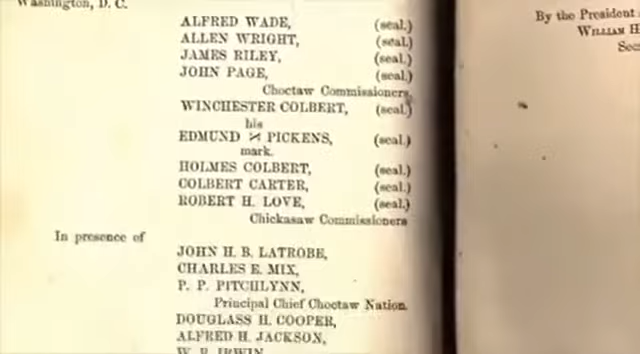 Washington, D. C.
ALFRED WADE, (seal.)
ALLEN WRIGHT, (seal.)
JAMES RILEY, (seal.)
JOHN PAGE, (seal.)
Choctaw Commissioners.
WINCHESTER COLBERT, (seal.)
his
EDMUND × PICKENS, (seal.)
mark.
HOLMES COLBERT, (seal.)
COLBERT CARTER, (seal.)
ROBERT H. LOVE, (seal.)
Chickasaw Commissioners
In presence of
JOHN H. B. LATROBE,
CHARLES E. MIX,
P. P. PITCHLYNN,
Principal Chief Choctaw Nation.
DOUGLASS H. COOPER,
ALFRED H. JACKSON,
W. R. IRWIN
By the President
WILLIAM H
Sec